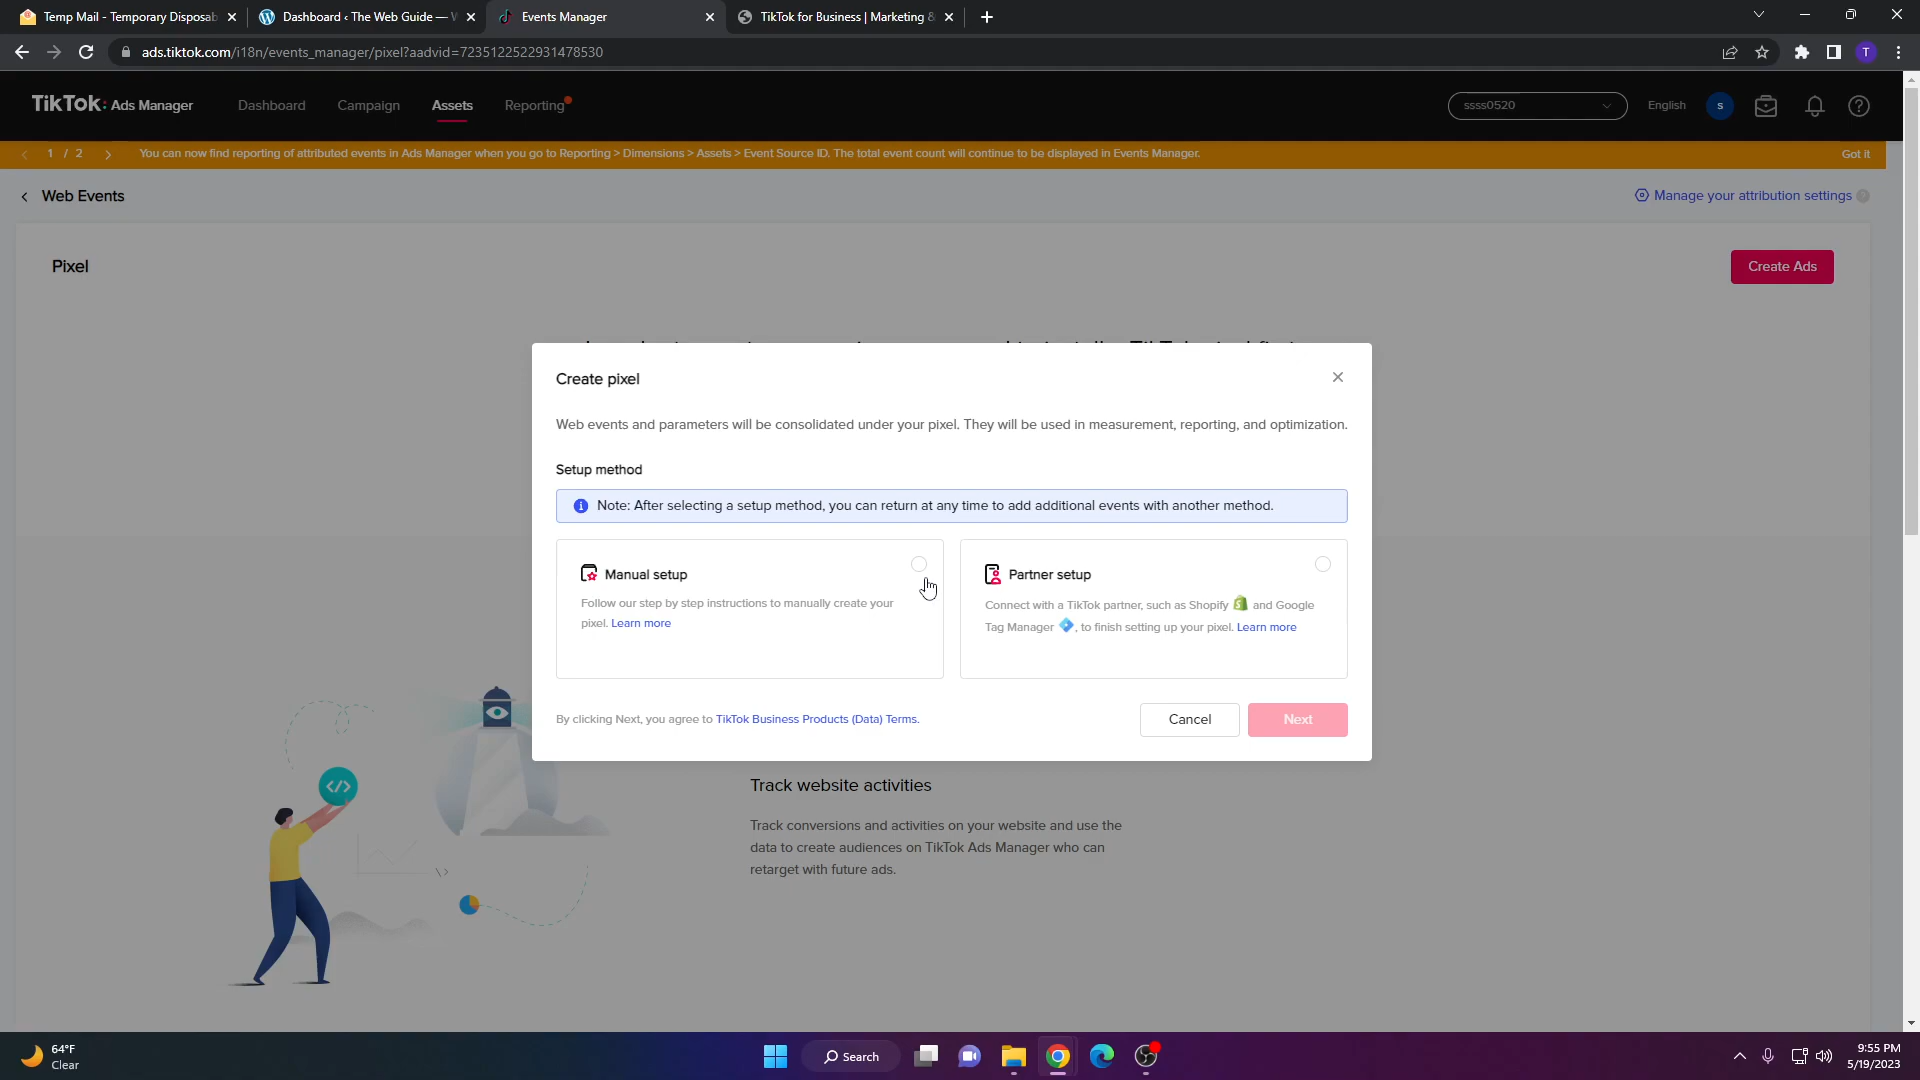 Temp Mail - Temporary Disposab
Dashboard ‹ The Web Guide — W
Events Manager
TikTok for Business | Marketing &
ads.tiktok.com/i18n/events_manager/pixel?aadvid=7235122522931478530
T
TikTok: Ads Manager
Dashboard
Campaign
Assets
Reporting
ssss0520
English
s
1 / 2
You can now find reporting of attributed events in Ads Manager when you go to Reporting > Dimensions > Assets > Event Source ID. The total event count will continue to be displayed in Events Manager.
Got it
Web Events
Manage your attribution settings
Pixel
Create Ads
Create pixel
Web events and parameters will be consolidated under your pixel. They will be used in measurement, reporting, and optimization.
Setup method
Note: After selecting a setup method, you can return at any time to add additional events with another method.
Manual setup
Follow our step by step instructions to manually create your
pixel. Learn more
Partner setup
Connect with a TikTok partner, such as Shopify and Google
Tag Manager , to finish setting up your pixel. Learn more
By clicking Next, you agree to TikTok Business Products (Data) Terms.
Cancel
Next
Track website activities
Track conversions and activities on your website and use the
data to create audiences on TikTok Ads Manager who can
retarget with future ads.
64°F
Clear
Search
9:55 PM
5/19/2023